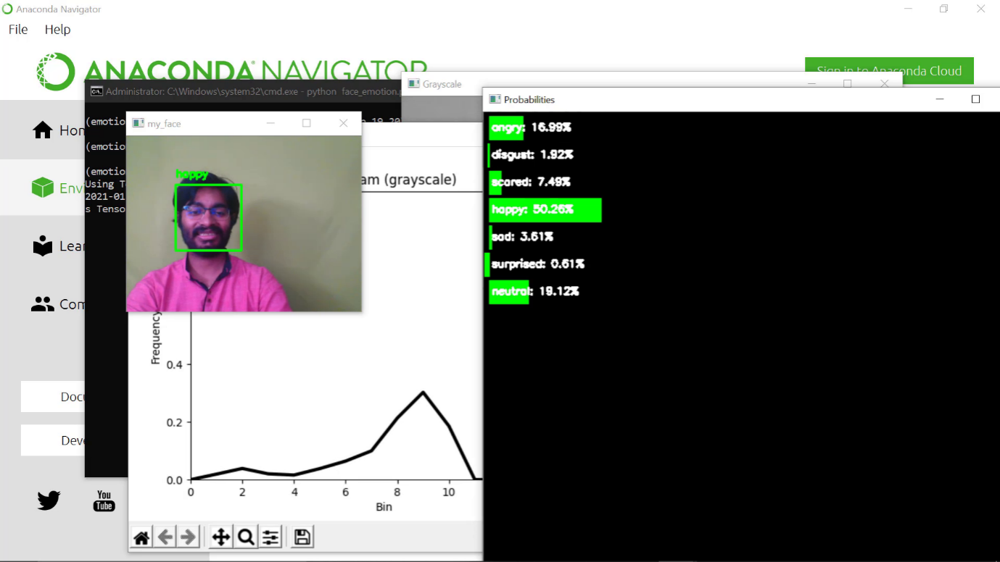 Anaconda Navigator
File Help
ANACONDA NAVIGATOR
Sign in to Anaconda Cloud
Grayscale
Administrator: C:\Windows\system32\cmd.exe - python face_emotion.p
Probabilities
(emotio
19 20
my_face
(emotio
(emotio
Using T
2021-01
s Tenso
Hon
Env
Lear
Com
Docu
Deve
You
Tube
happy
am (grayscale)
angry: 16.99%
disgust: 1.92%
scared: 7.49%
happy: 50.26%
sad: 3.61%
surprised: 0.61%
neutral: 19.12%
Frequency
0.4
0.2
0.0
0 2 4 6 8 10
Bin